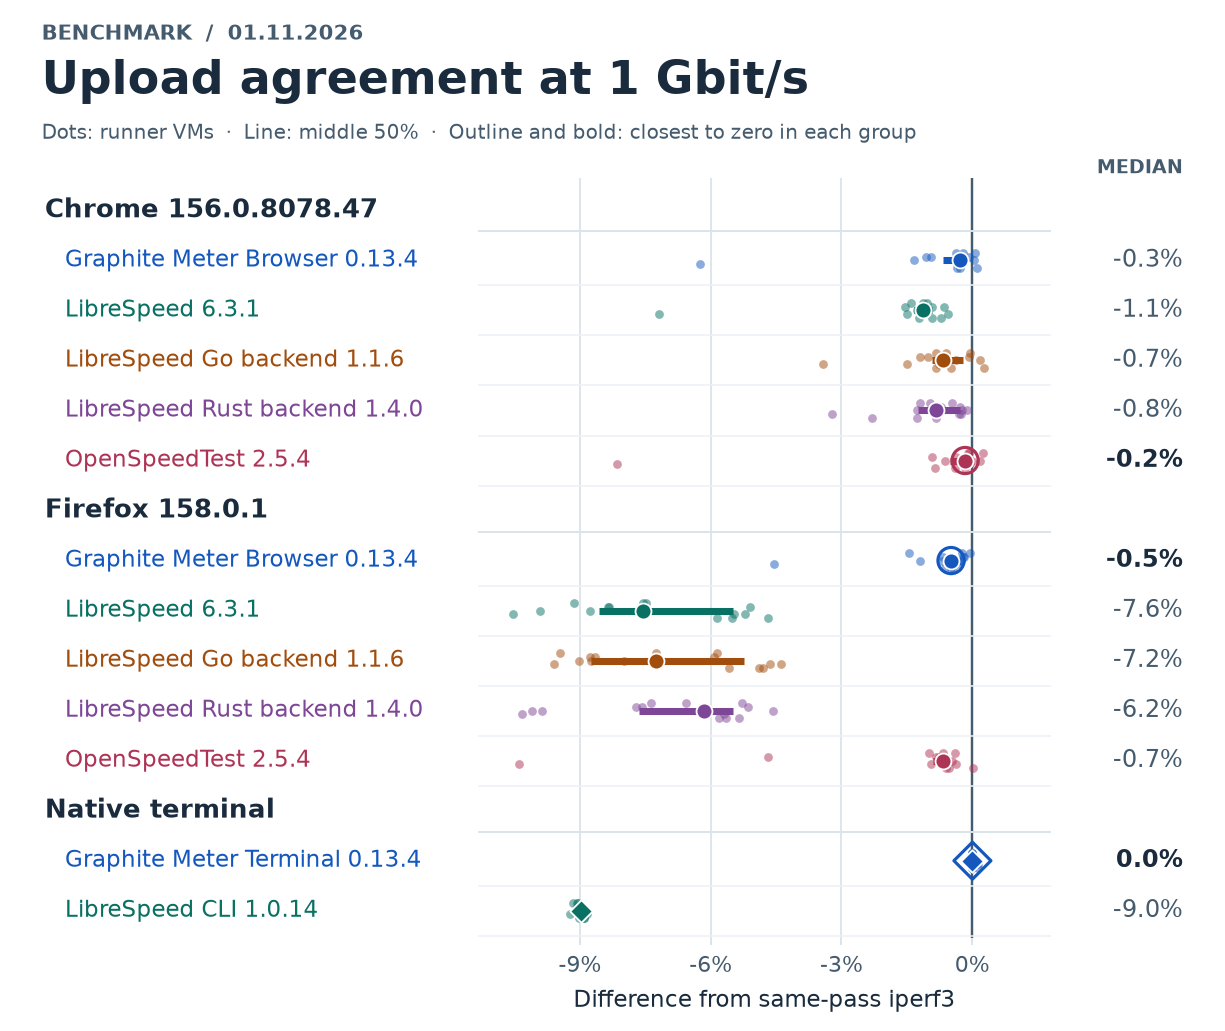 BENCHMARK / 01.11.2026
Upload agreement at 1 Gbit/s
Dots: runner VMs · Line: middle 50% · Outline and bold: closest to zero in each group
MEDIAN
Chrome 156.0.8078.47
Graphite Meter Browser 0.13.4 -0.3%
LibreSpeed 6.3.1 -1.1%
LibreSpeed Go backend 1.1.6 -0.7%
LibreSpeed Rust backend 1.4.0 -0.8%
OpenSpeedTest 2.5.4 -0.2%
Firefox 158.0.1
Graphite Meter Browser 0.13.4 -0.5%
LibreSpeed 6.3.1 -7.6%
LibreSpeed Go backend 1.1.6 -7.2%
LibreSpeed Rust backend 1.4.0 -6.2%
OpenSpeedTest 2.5.4 -0.7%
Native terminal
Graphite Meter Terminal 0.13.4 0.0%
LibreSpeed CLI 1.0.14 -9.0%
-9% -6% -3% 0%
Difference from same-pass iperf3